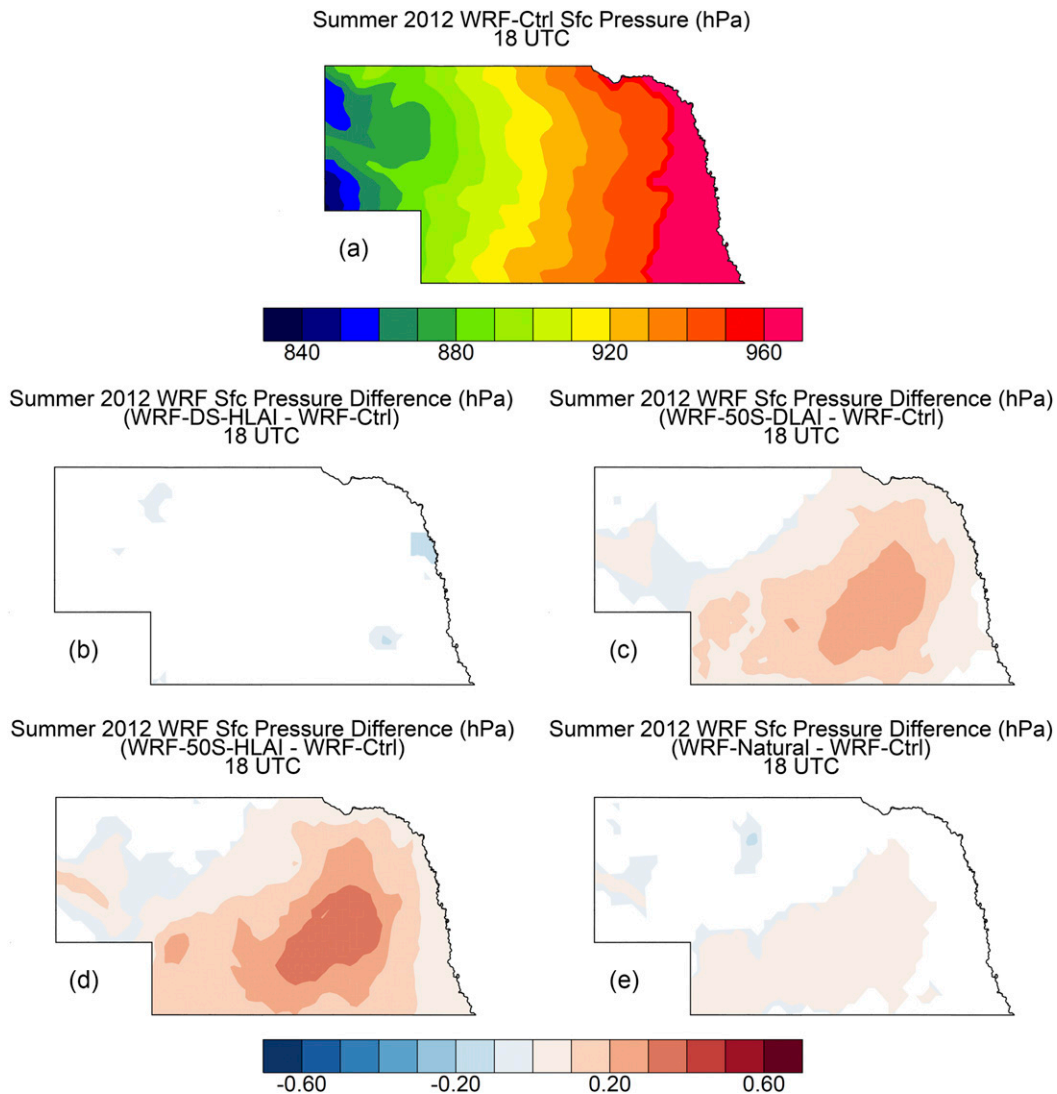 Summer 2012 WRF-Ctrl Sfc Pressure (hPa)
18 UTC
(a)
840 880 920 960
Summer 2012 WRF Sfc Pressure Difference (hPa)
(WRF-DS-HLAI - WRF-Ctrl)
18 UTC
(b)
Summer 2012 WRF Sfc Pressure Difference (hPa)
(WRF-50S-DLAI - WRF-Ctrl)
18 UTC
(c)
Summer 2012 WRF Sfc Pressure Difference (hPa)
(WRF-50S-HLAI - WRF-Ctrl)
18 UTC
(d)
Summer 2012 WRF Sfc Pressure Difference (hPa)
(WRF-Natural - WRF-Ctrl)
18 UTC
(e)
-0.60 -0.20 0.20 0.60